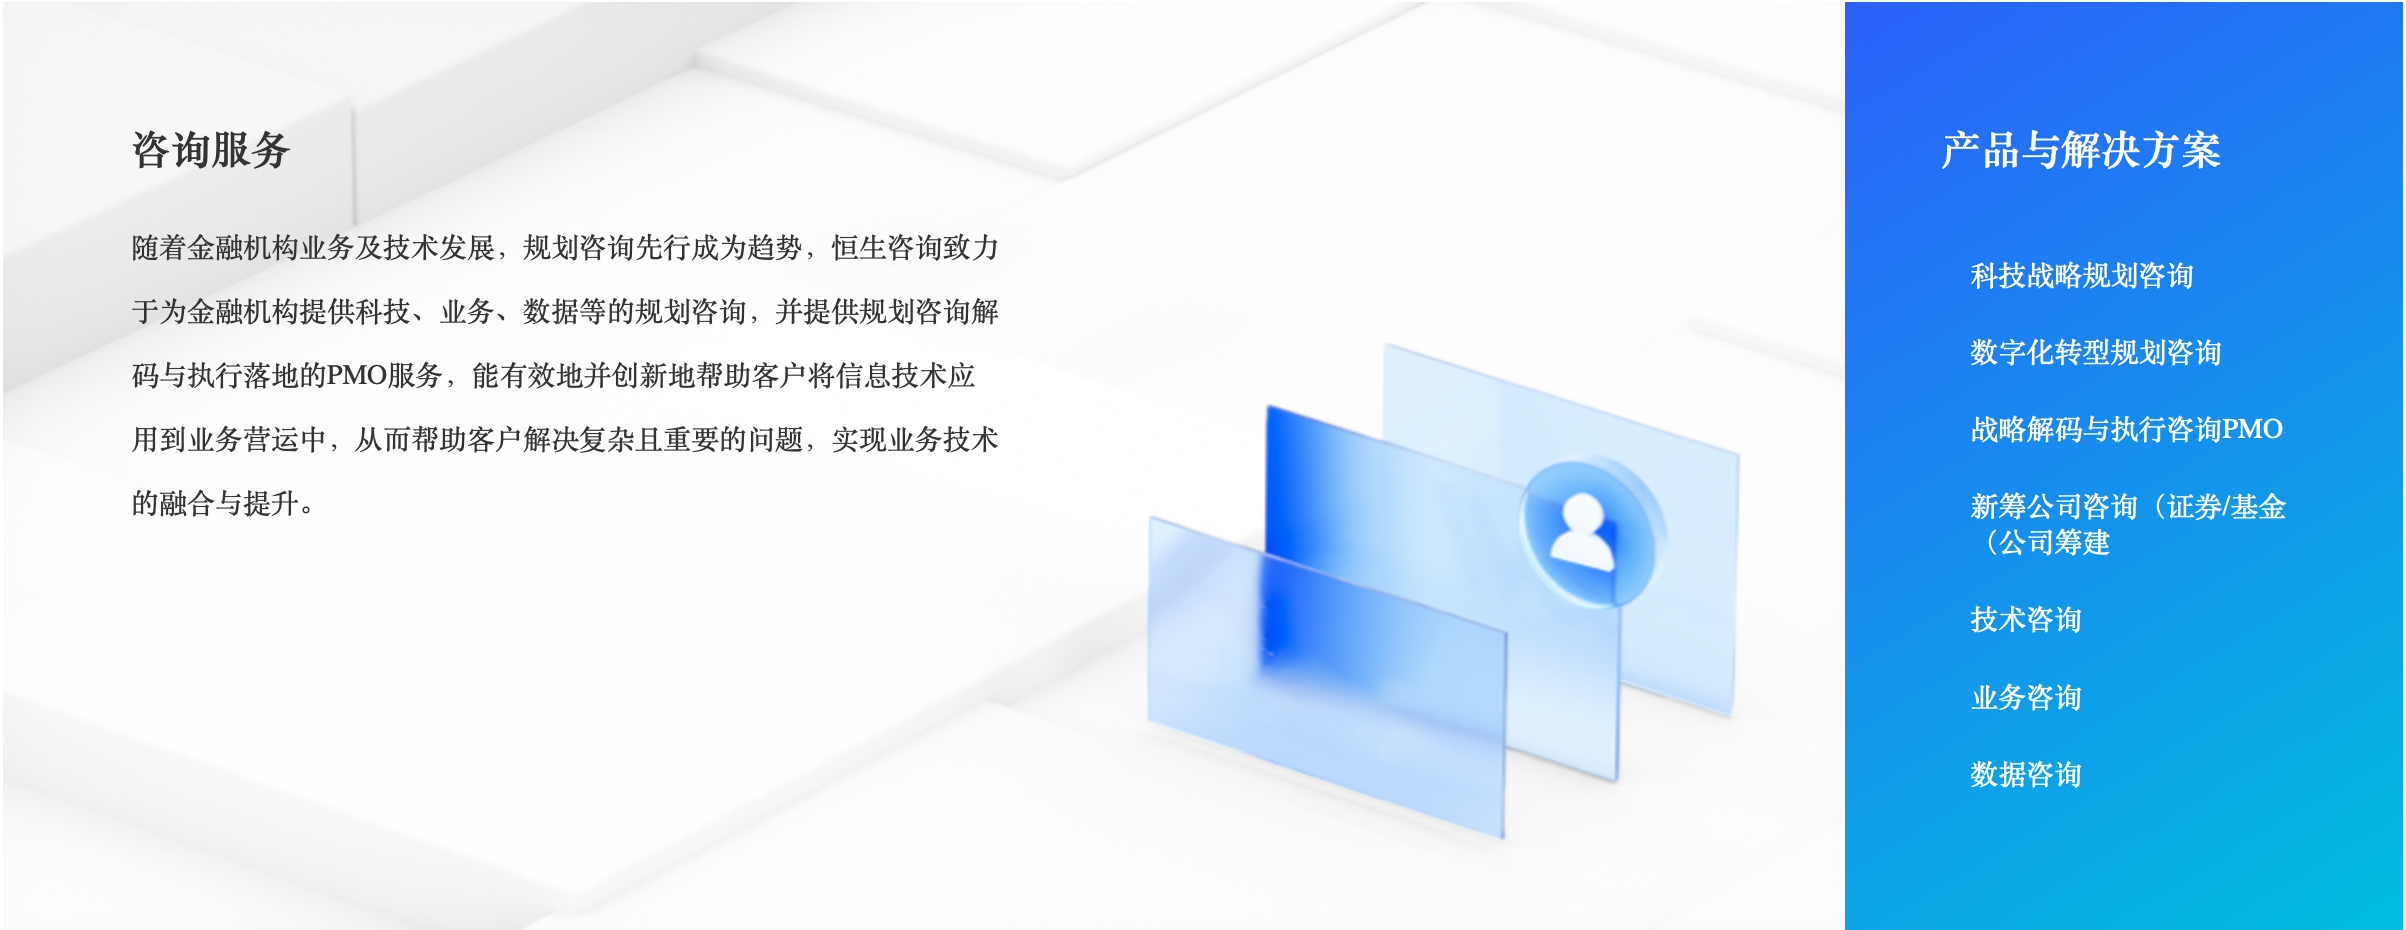 咨询服务
随着金融机构业务及技术发展，规划咨询先行成为趋势，恒生咨询致力
于为金融机构提供科技、业务、数据等的规划咨询，并提供规划咨询解
码与执行落地的PMO服务，能有效地并创新地帮助客户将信息技术应
用到业务营运中，从而帮助客户解决复杂且重要的问题，实现业务技术
的融合与提升。
产品与解决方案
科技战略规划咨询
数字化转型规划咨询
战略解码与执行咨询PMO
新筹公司咨询（证券/基金
（公司筹建
技术咨询
业务咨询
数据咨询